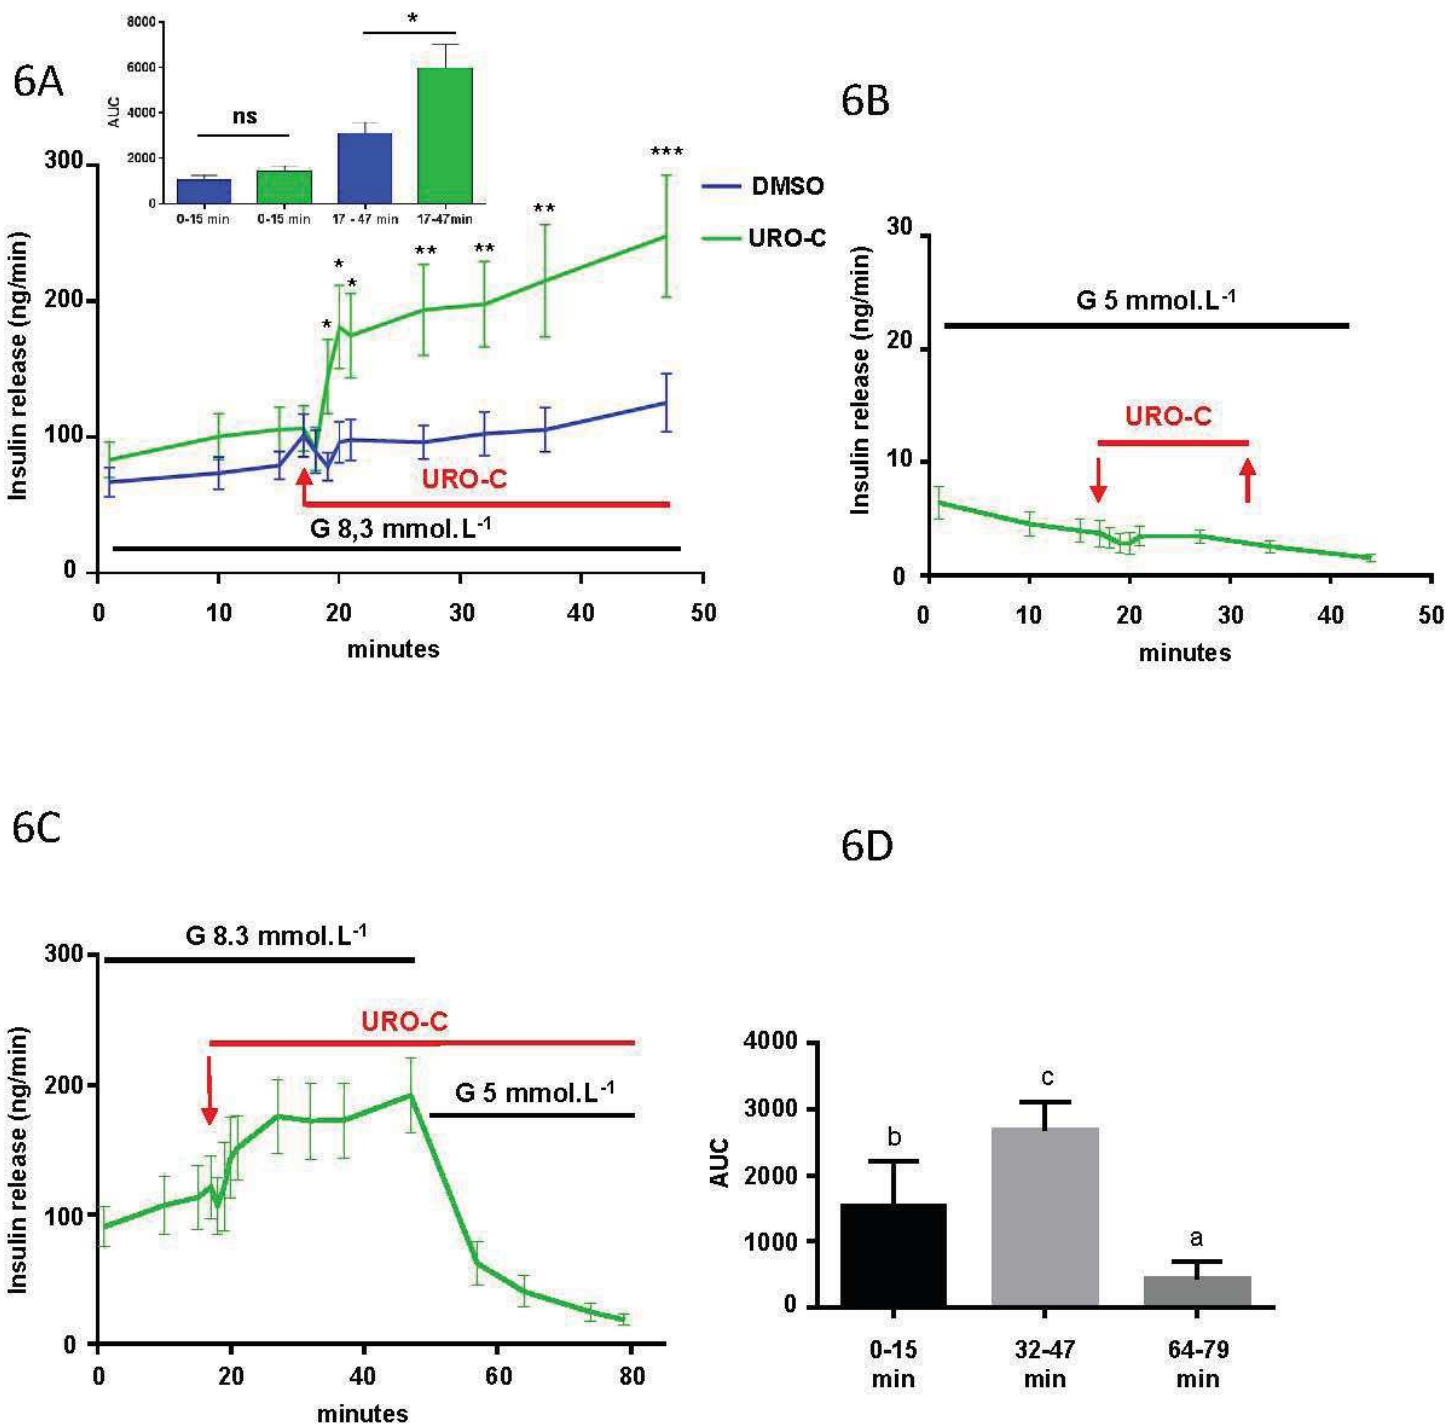 6A
8000
6000
4000
2000
0
AUC
ns
*
0-15 min
0-15 min
17 - 47 min
17-47min
300
200
100
0
Insulin release (ng/min)
*
*
*
**
**
**
***
DMSO
URO-C
URO-C
G 8,3 mmol.L-1
0 10 20 30 40 50
minutes
6B
30
20
10
0
Insulin release (ng/min)
G 5 mmol.L-1
URO-C
0 10 20 30 40 50
minutes
6C
G 8.3 mmol.L-1
300
200
100
0
Insulin release (ng/min)
URO-C
G 5 mmol.L-1
0 20 40 60 80
minutes
6D
4000
3000
2000
1000
0
AUC
b
c
a
0-15 32-47 64-79
min min min